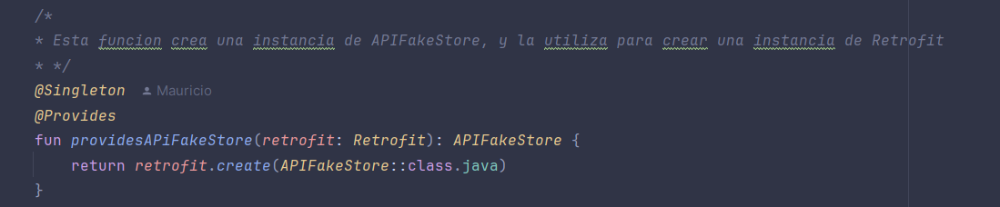 /*
* Esta funcion crea una instancia de APIFakeStore, y la utiliza para crear una instancia de Retrofit
* */
@Singleton Mauricio
@Provides
fun providesAPiFakeStore(retrofit: Retrofit): APIFakeStore {
return retrofit.create(APIFakeStore::class.java)
}